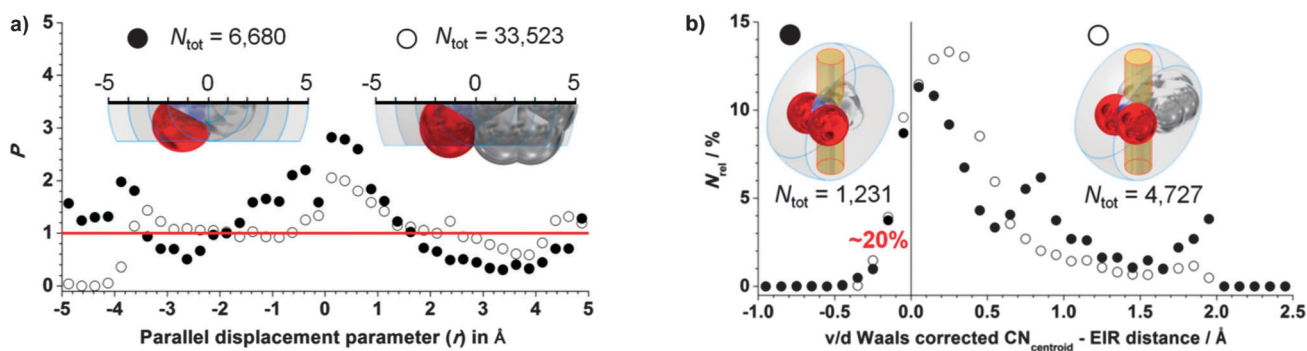 a)
N_tot = 6,680
N_tot = 33,523
-5 0 5
-5 0 5
5
4
3
2
1
0
P
-5 -4 -3 -2 -1 0 1 2 3 4 5
Parallel displacement parameter (r) in Å
b)
15
10
5
0
N_rel / %
N_tot = 1,231
N_tot = 4,727
~20%
-1.0 -0.5 0.0 0.5 1.0 1.5 2.0 2.5
v/d Waals corrected CN_centroid - EIR distance / Å